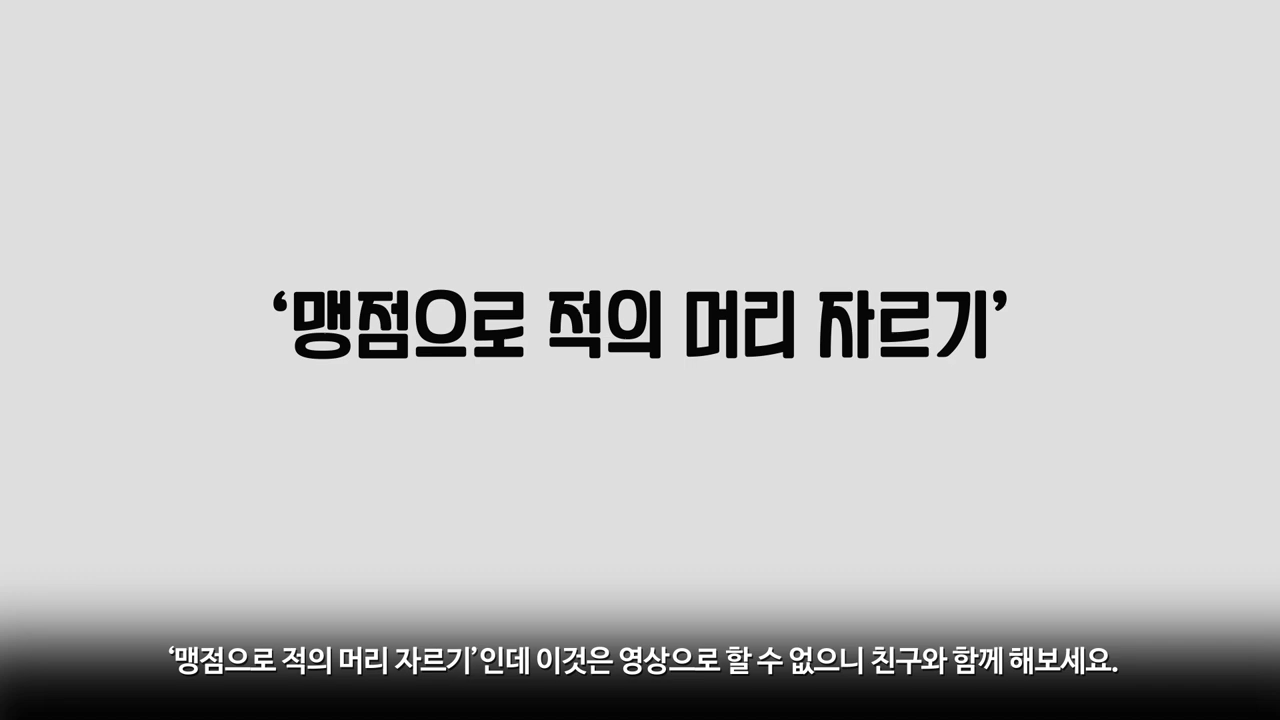 ‘맹점으로 적의 머리 자르기’
‘맹점으로 적의 머리 자르기’인데 이것은 영상으로 할 수 없으니 친구와 함께 해보세요.